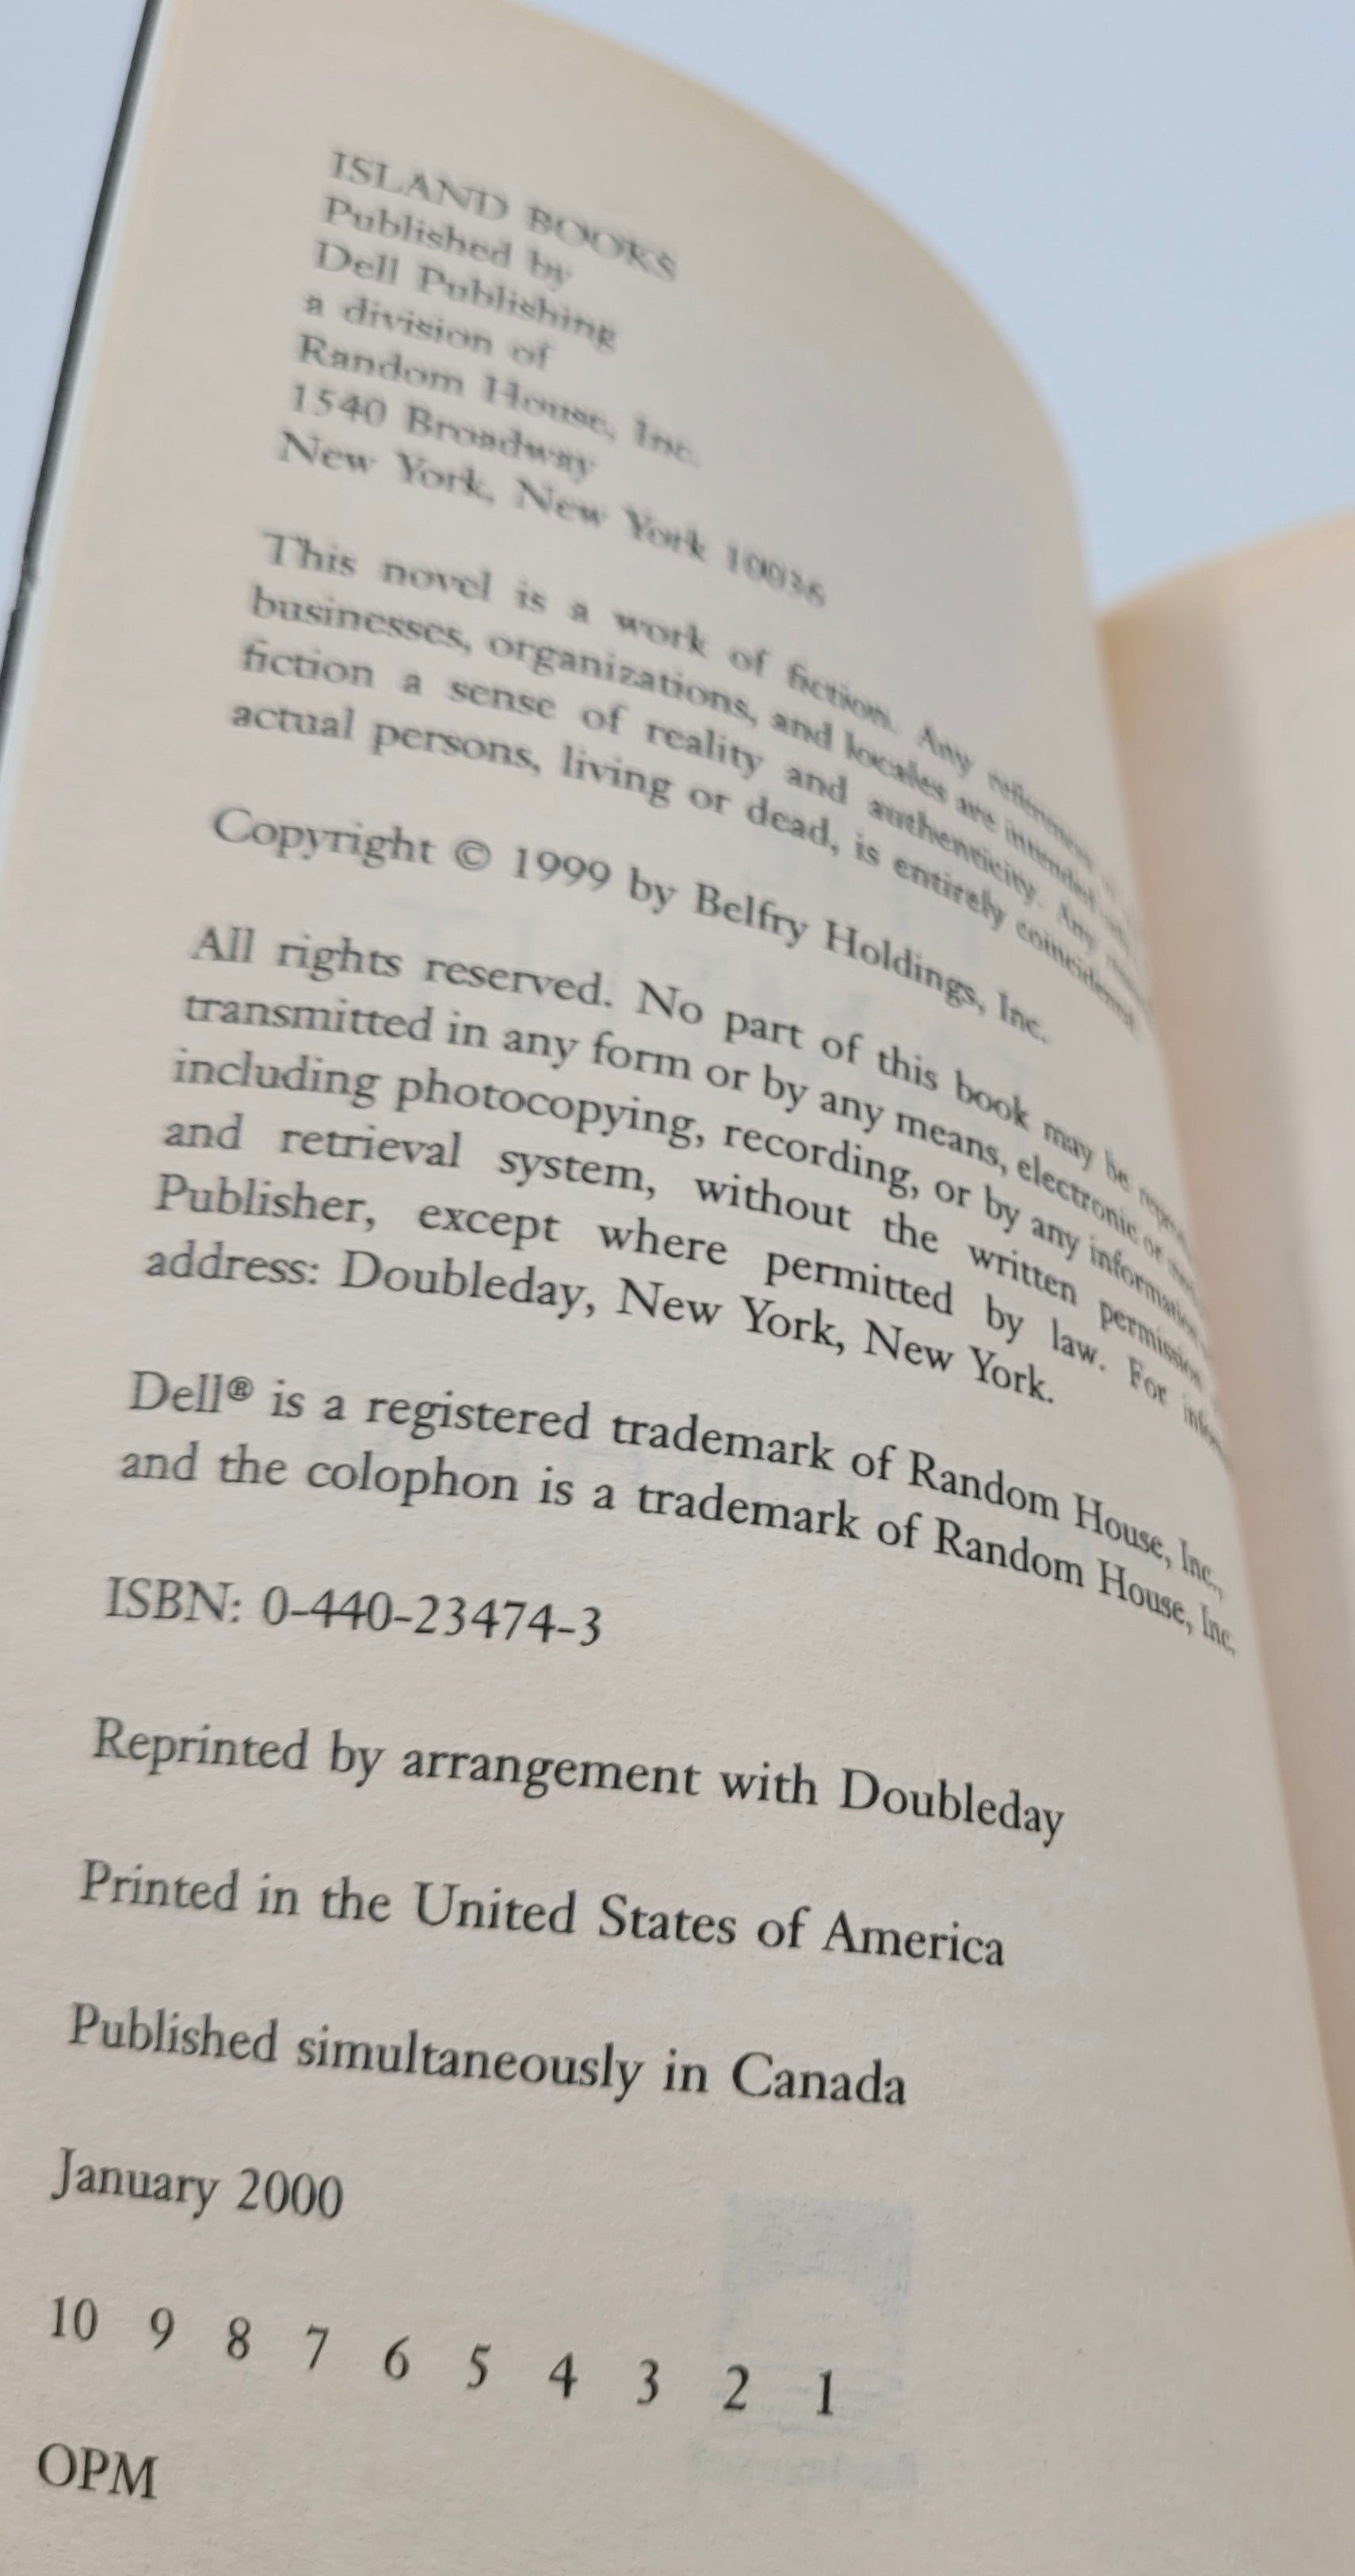 ISLAND BOOKS
Published by
Dell Publishing
a division of
Random House, Inc.
1540 Broadway
New York, New York 10036
This novel is a work of fiction. Any
businesses, organizations, and locales are intended
fiction a sense of reality and authenticity. Any
actual persons, living or dead, is entirely coincidental.
Copyright © 1999 by Belfry Holdings, Inc.
All rights reserved. No part of this book may be
transmitted in any form or by any means, electronic or
including photocopying, recording, or by any information
and retrieval system, without the written permission
Publisher, except where permitted by law. For
address: Doubleday, New York, New York.
Dell® is a registered trademark of Random House, Inc.,
and the colophon is a trademark of Random House, Inc.
ISBN: 0-440-23474-3
Reprinted by arrangement with Doubleday
Printed in the United States of America
Published simultaneously in Canada
January 2000
10 9 8 7 6 5 4 3 2 1
OPM